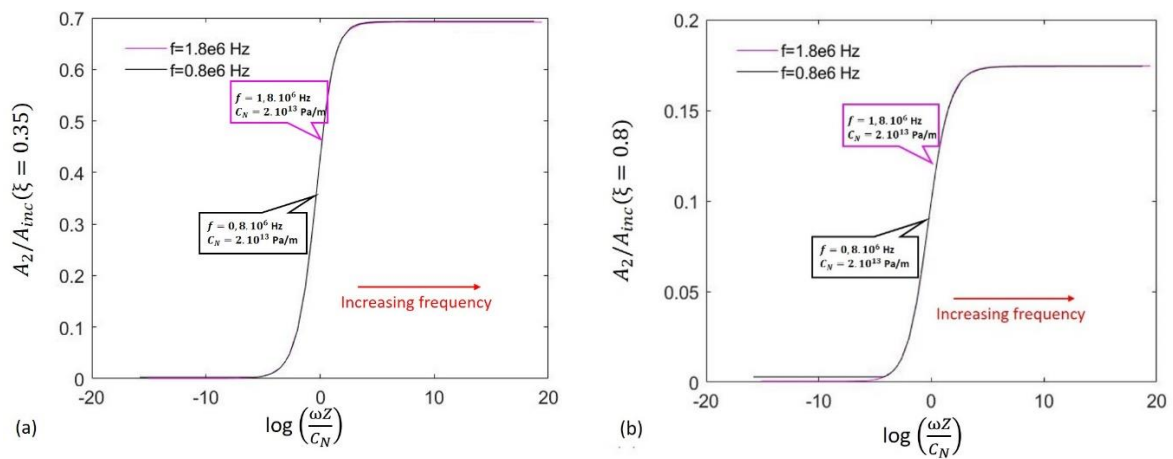 0.7
0.6
0.5
0.4
0.3
0.2
0.1
0
-20
-10
0
10
20
A₂/A_inc(ξ = 0.35)
f=1.8e6 Hz
f=0.8e6 Hz
f = 1,8.10⁶ Hz
C_N = 2.10¹³ Pa/m
f = 0,8.10⁶ Hz
C_N = 2.10¹³ Pa/m
Increasing frequency
(a)
log (ωZ/C_N)
0.2
0.15
0.1
0.05
0
-20
-10
0
10
20
A₂/A_inc(ξ = 0.8)
f=1.8e6 Hz
f=0.8e6 Hz
f = 1,8.10⁶ Hz
C_N = 2.10¹³ Pa/m
f = 0,8.10⁶ Hz
C_N = 2.10¹³ Pa/m
Increasing frequency
(b)
log (ωZ/C_N)